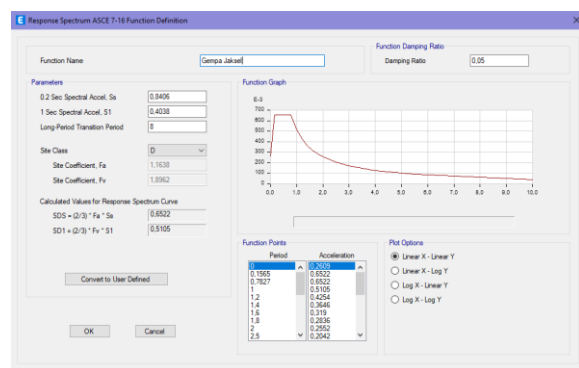 Response Spectrum ASCE 7-16 Function Definition
Function Name
Gempa Jaksel
Function Damping Ratio
Damping Ratio
0,05
Parameters
0.2 Sec Spectral Accel, Ss
0,8406
1 Sec Spectral Accel, S1
0,4038
Long-Period Transition Period
8
Site Class
D
Site Coefficient, Fa
1,1638
Site Coefficient, Fv
1,8962
Calculated Values for Response Spectrum Curve
SDS = (2/3) * Fa * Ss
0,6522
SD1 = (2/3) * Fv * S1
0,5105
Convert to User Defined
OK
Cancel
Function Graph
E-3
700
600
500
400
300
200
100
0
0,0 1,0 2,0 3,0 4,0 5,0 6,0 7,0 8,0 9,0 10,0
Function Points
Period Acceleration
0 0,2609
0,1565 0,6522
0,7827 0,6522
1 0,5105
1,2 0,4254
1,4 0,3646
1,6 0,319
1,8 0,2836
2 0,2552
2,5 0,2042
Plot Options
Linear X - Linear Y
Linear X - Log Y
Log X - Linear Y
Log X - Log Y